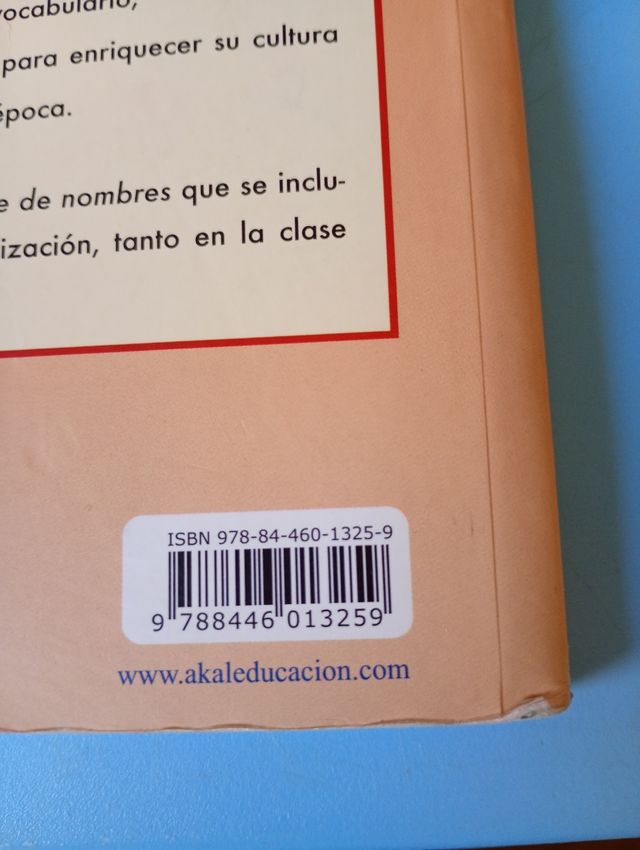 vocabulario,
para enriquecer su cultura
época.
de nombres que se inclu-
ización, tanto en la clase
ISBN 978-84-460-1325-9
9 788446 013259
www.akaleducacion.com